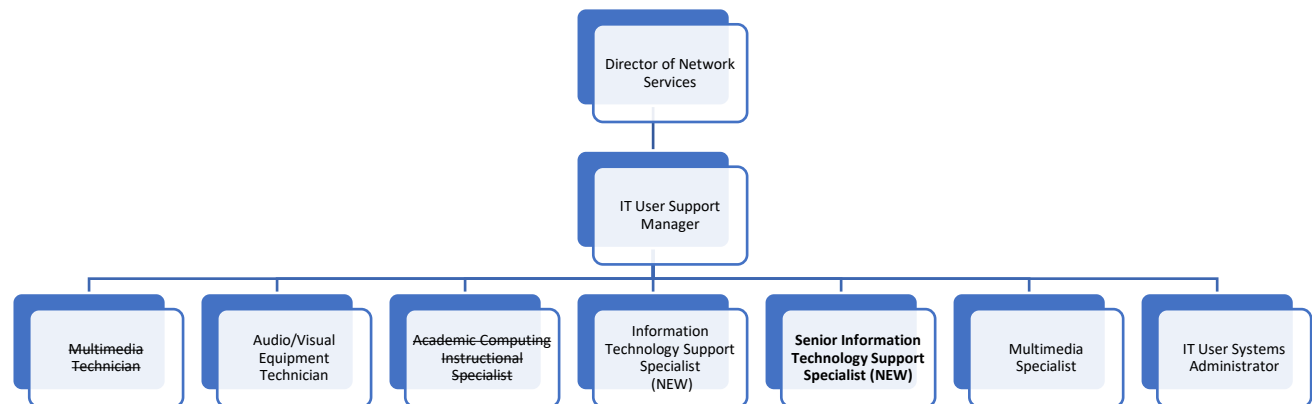 Director of Network
Services
IT User Support
Manager
Multimedia
Technician
Audio/Visual
Equipment
Technician
Academic Computing
Instructional
Specialist
Information
Technology Support
Specialist
(NEW)
Senior Information
Technology Support
Specialist (NEW)
Multimedia
Specialist
IT User Systems
Administrator